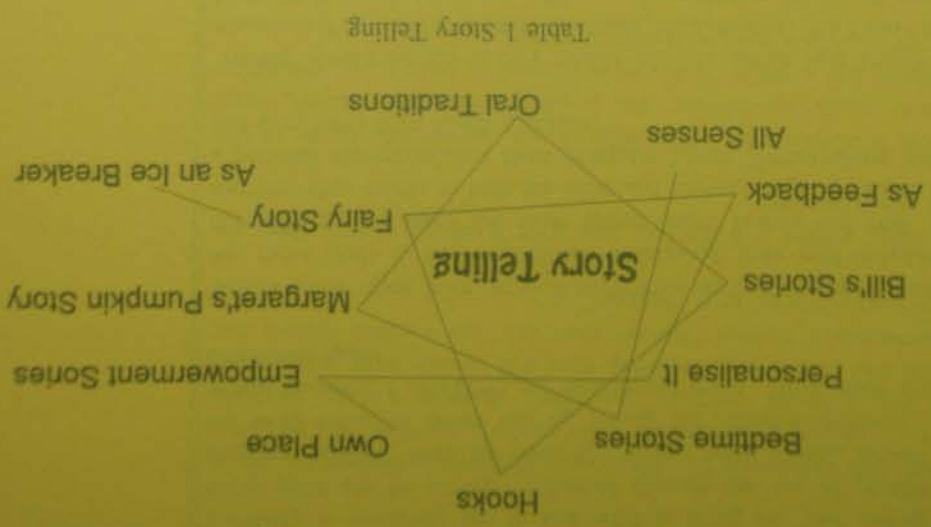 Hooks
Bedtime Stories
Own Place
Personalise It
Empowerment Sories
Bill's Stories
Margaret's Pumpkin Story
Story Telling
As Feedback
Fairy Story
As an Ice Breaker
All Senses
Oral Traditions
Table 1 Story Telling